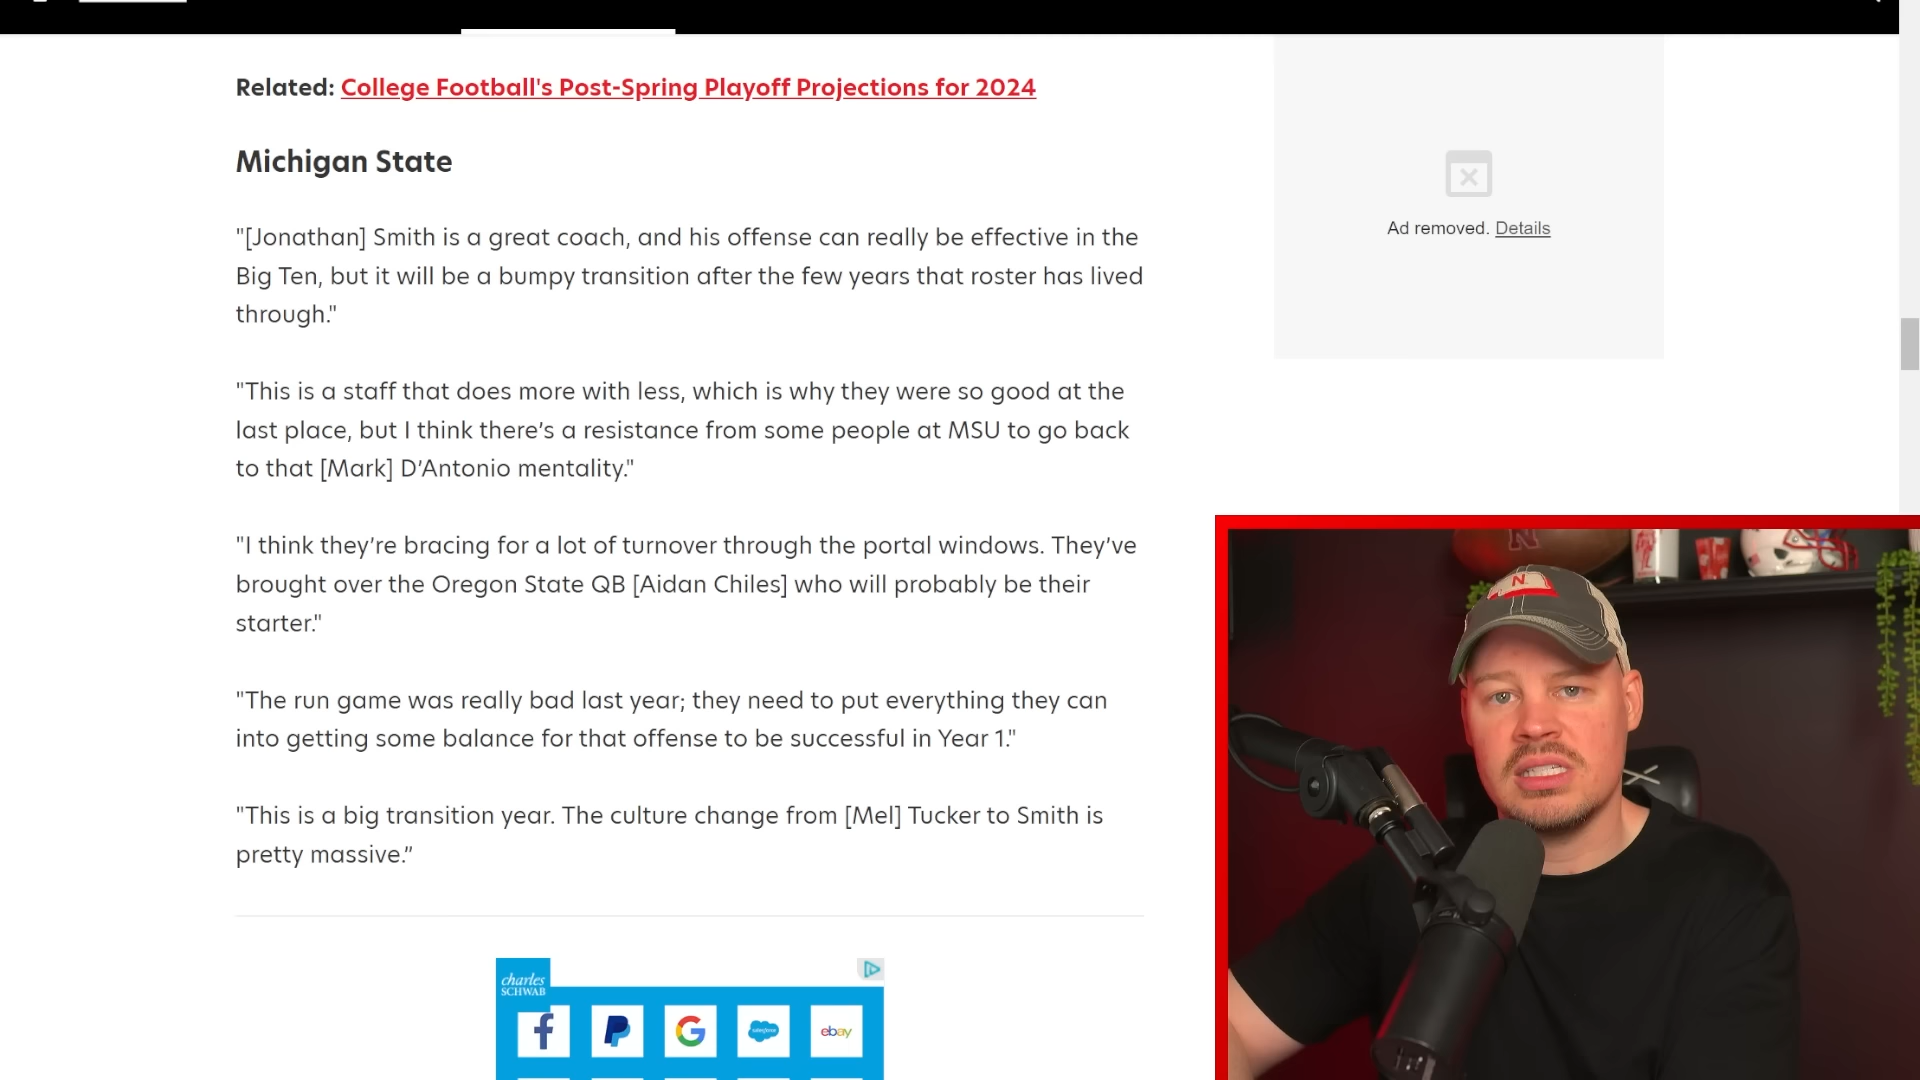 Related: College Football's Post-Spring Playoff Projections for 2024
Michigan State
"[Jonathan] Smith is a great coach, and his offense can really be effective in the
Big Ten, but it will be a bumpy transition after the few years that roster has lived
through."
"This is a staff that does more with less, which is why they were so good at the
last place, but I think there’s a resistance from some people at MSU to go back
to that [Mark] D’Antonio mentality."
"I think they’re bracing for a lot of turnover through the portal windows. They’ve
brought over the Oregon State QB [Aidan Chiles] who will probably be their
starter."
"The run game was really bad last year; they need to put everything they can
into getting some balance for that offense to be successful in Year 1."
"This is a big transition year. The culture change from [Mel] Tucker to Smith is
pretty massive.”
charles
SCHWAB
salesforce
ebay
Ad removed. Details
N
N.